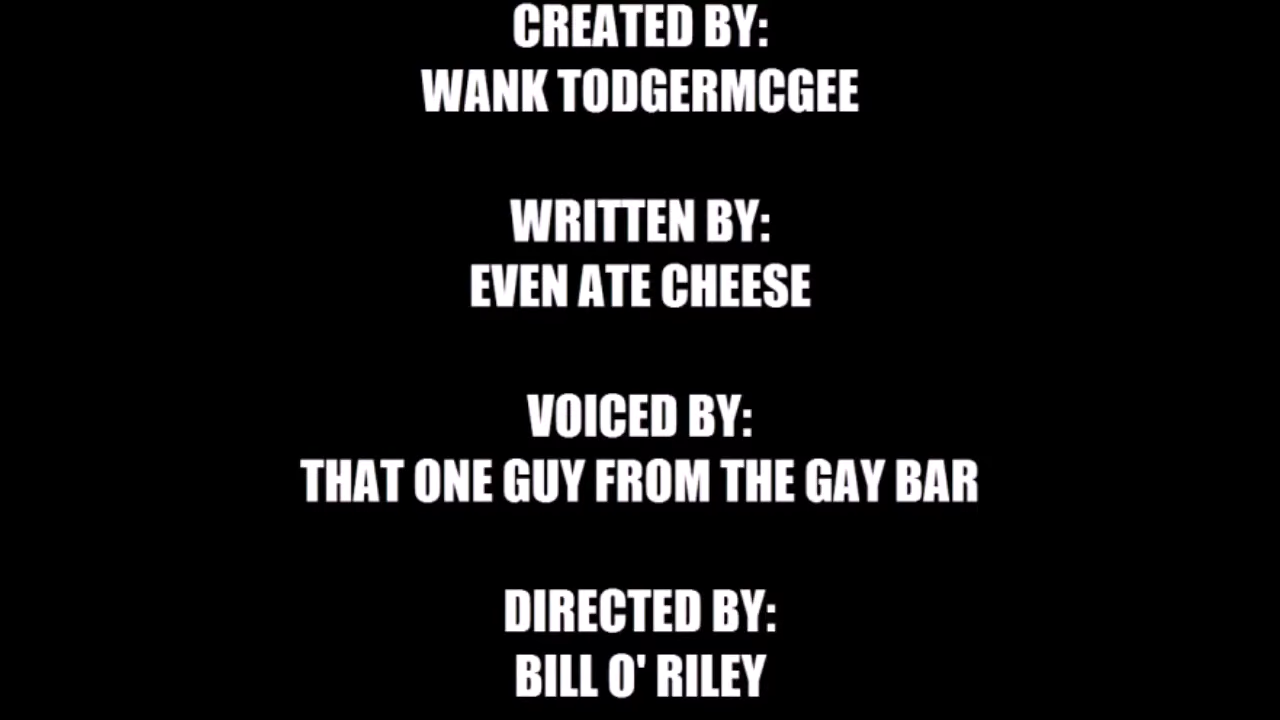 CREATED BY:
WANK TODGERMCGEE
WRITTEN BY:
EVEN ATE CHEESE
VOICED BY:
THAT ONE GUY FROM THE GAY BAR
DIRECTED BY:
BILL O' RILEY